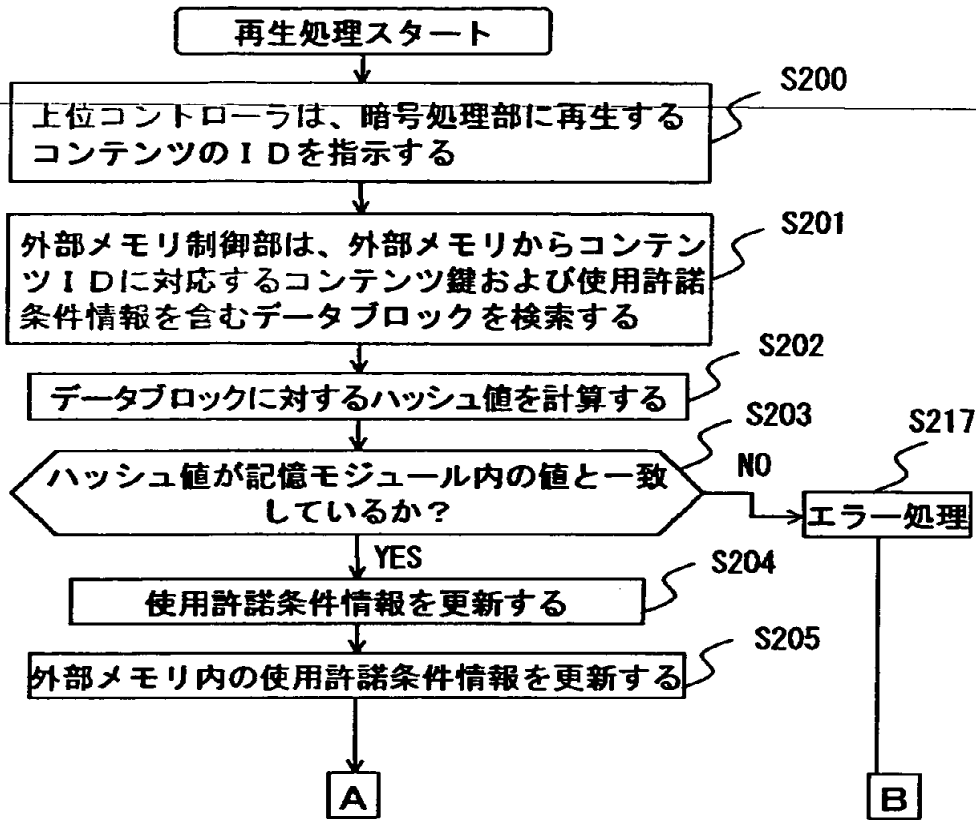 再生処理スタート
S200
上位コントローラは、暗号処理部に再生する
コンテンツのＩＤを指示する
S201
外部メモリ制御部は、外部メモリからコンテン
ツＩＤに対応するコンテンツ鍵および使用許諾
条件情報を含むデータブロックを検索する
S202
データブロックに対するハッシュ値を計算する
S203
ハッシュ値が記憶モジュール内の値と一致
しているか？
NO
S217
エラー処理
YES
S204
使用許諾条件情報を更新する
S205
外部メモリ内の使用許諾条件情報を更新する
A
B